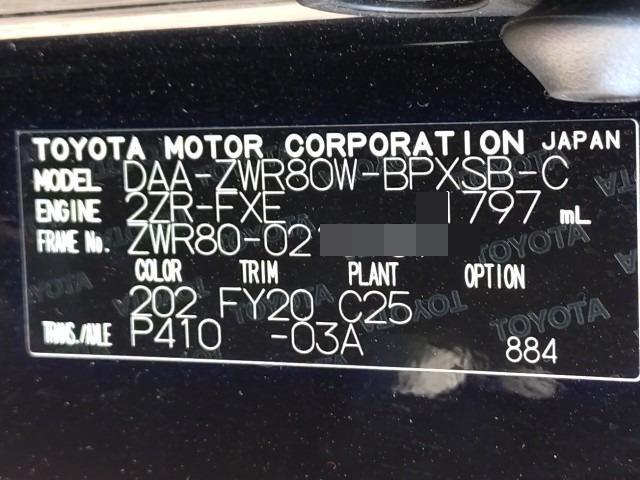 TOYOTA MOTOR CORPORATION JAPAN
MODEL DAA-ZWR80W-BPXSB-C
ENGINE 2ZR-FXE 1797 mL
FRAME No. ZWR80-02
COLOR TRIM PLANT OPTION
202 FY20 C25
TRANS./AXLE P410 -03A 884